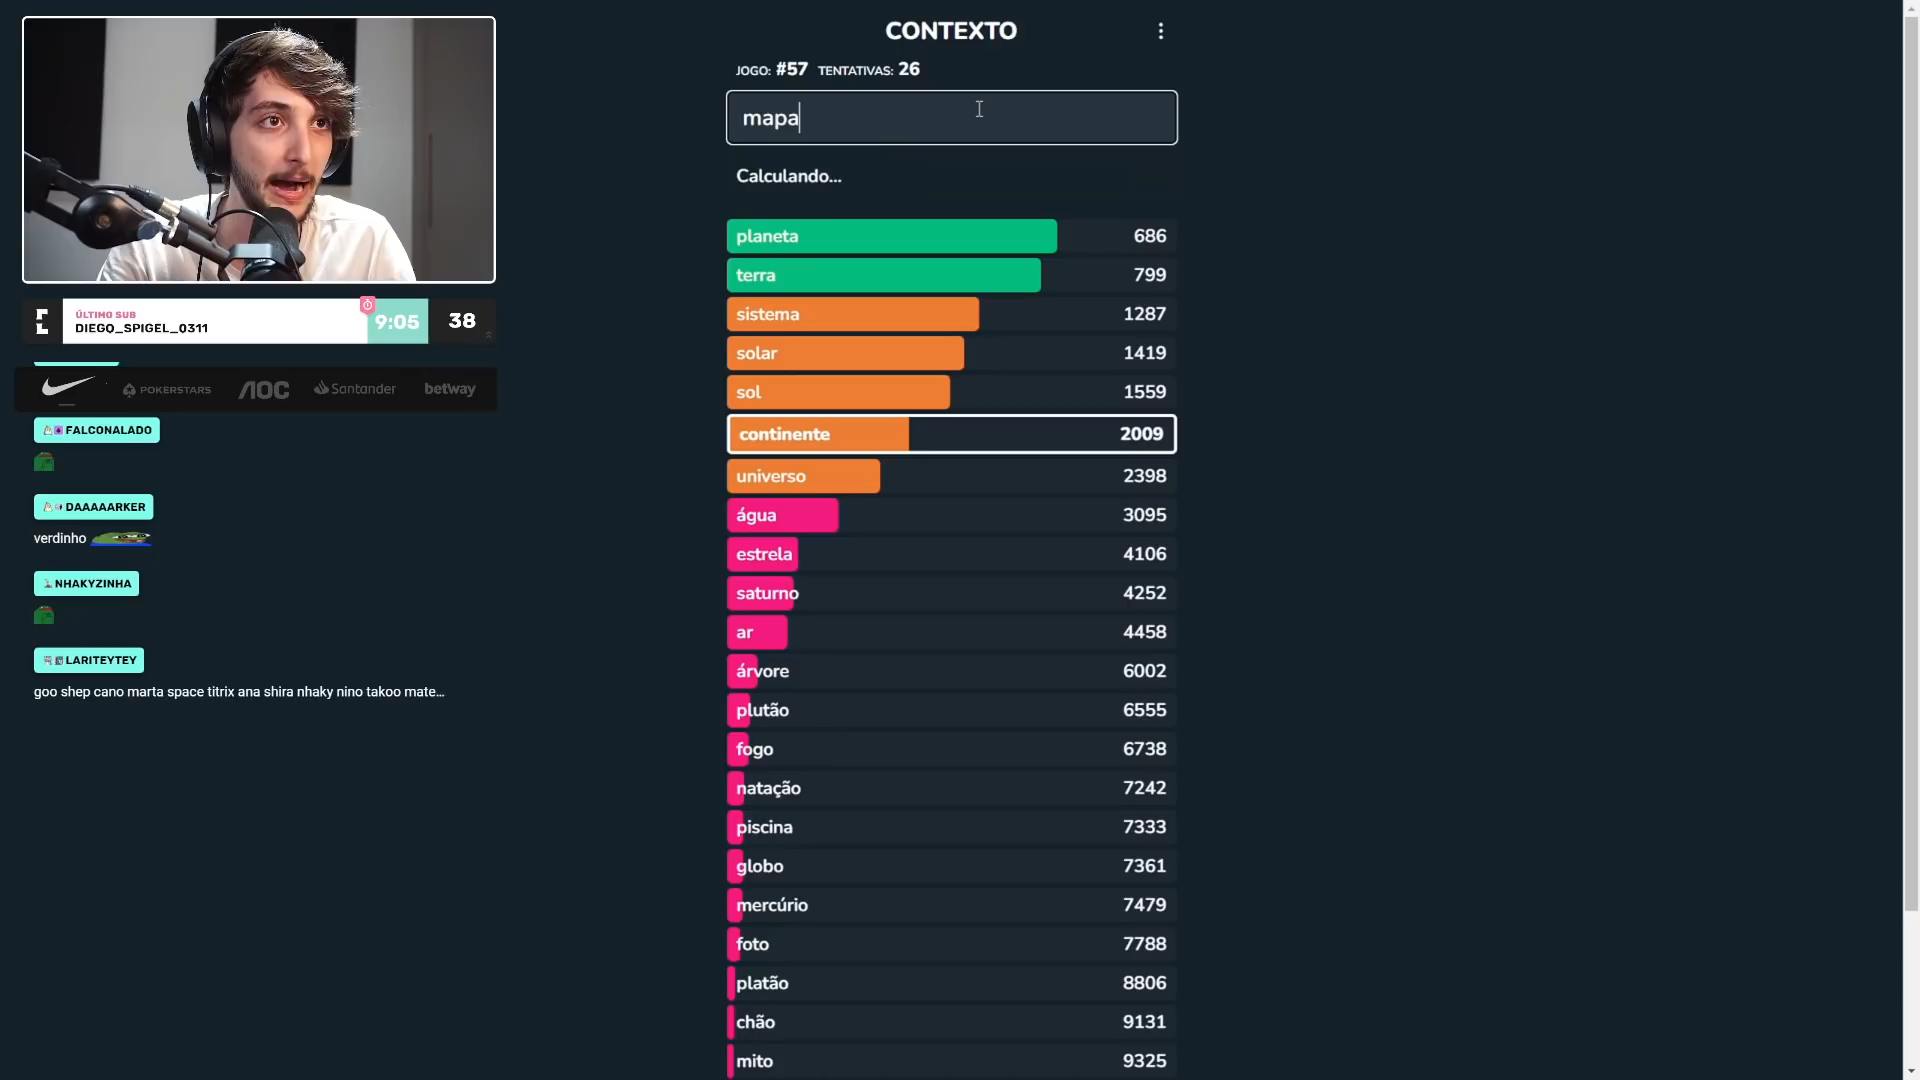 CONTEXTO
JOGO: #57 TENTATIVAS: 26
mapa
Calculando...
planeta 686
terra 799
sistema 1287
solar 1419
sol 1559
continente 2009
universo 2398
água 3095
estrela 4106
saturno 4252
ar 4458
árvore 6002
plutão 6555
fogo 6738
natação 7242
piscina 7333
globo 7361
mercúrio 7479
foto 7788
platão 8806
chão 9131
mito 9325
ÚLTIMO SUB
DIEGO_SPIGEL_0311
9:05
38
POKERSTARS AOC Santander betway
FALCONALADO
DAAAAARKER
verdinho
NHAKYZINHA
LARITEYTEY
goo shep cano marta space titrix ana shira nhaky nino takoo mate...